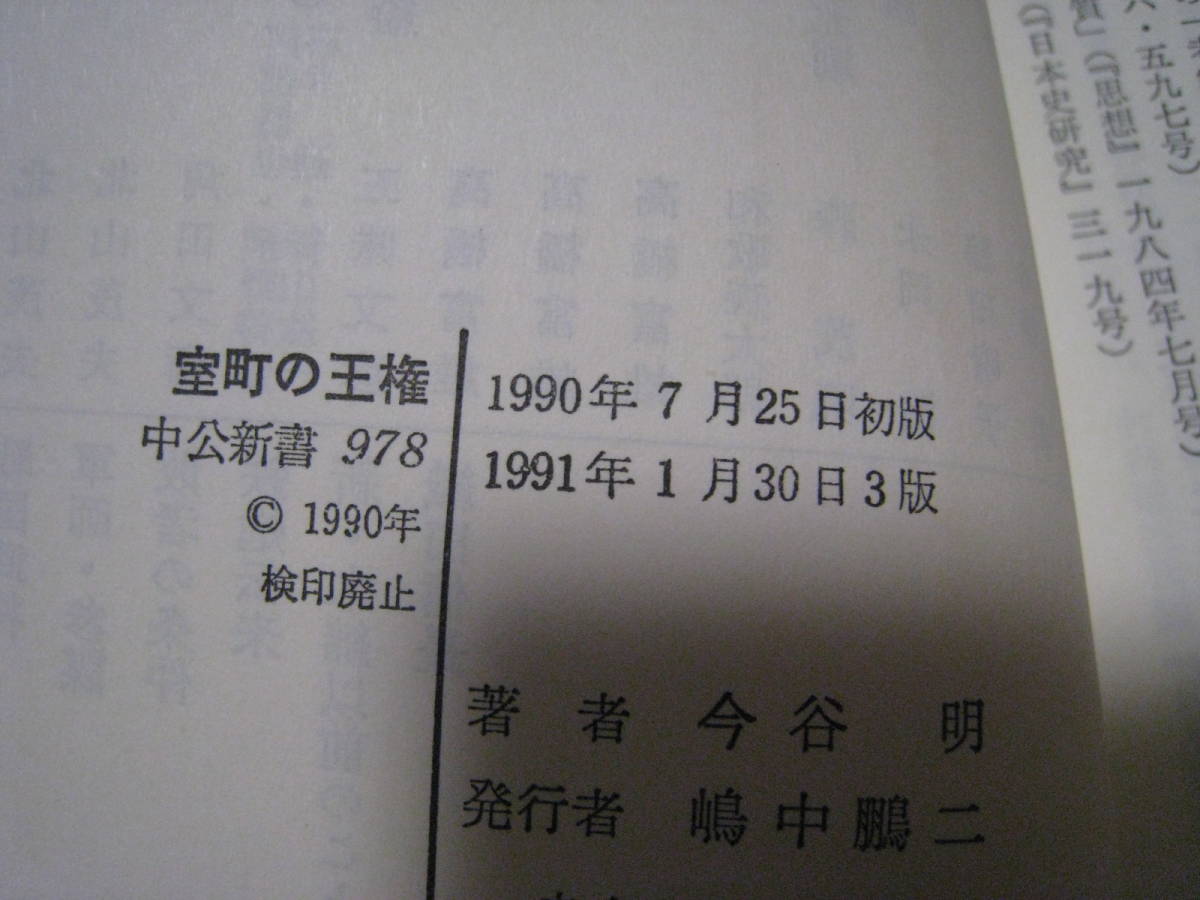 室町の王権
中公新書 978
© 1990年
検印廃止
1990年 7 月25日初版
1991年 1 月30日3版
著 者 今谷 明
発行者 嶋中鵬二
六・五九七号)
質」(『思想』一九八四年七月号)
(『日本史研究』三一九号)